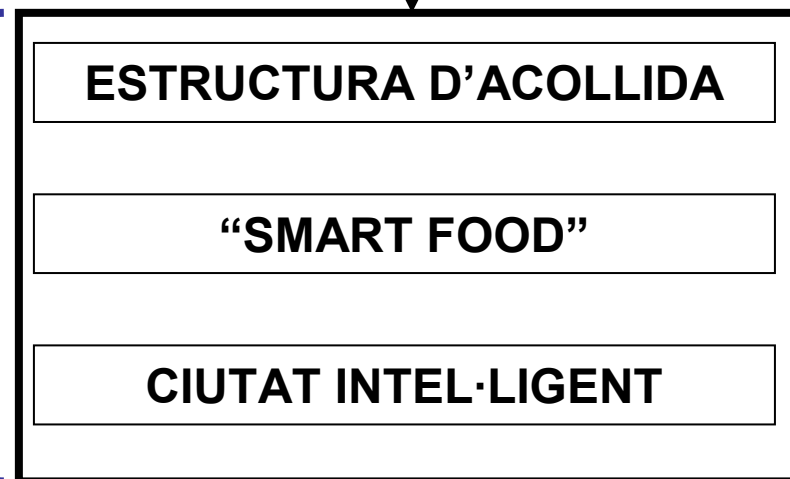 ESTRUCTURA D’ACOLLIDA
“SMART FOOD”
CIUTAT INTEL·LIGENT